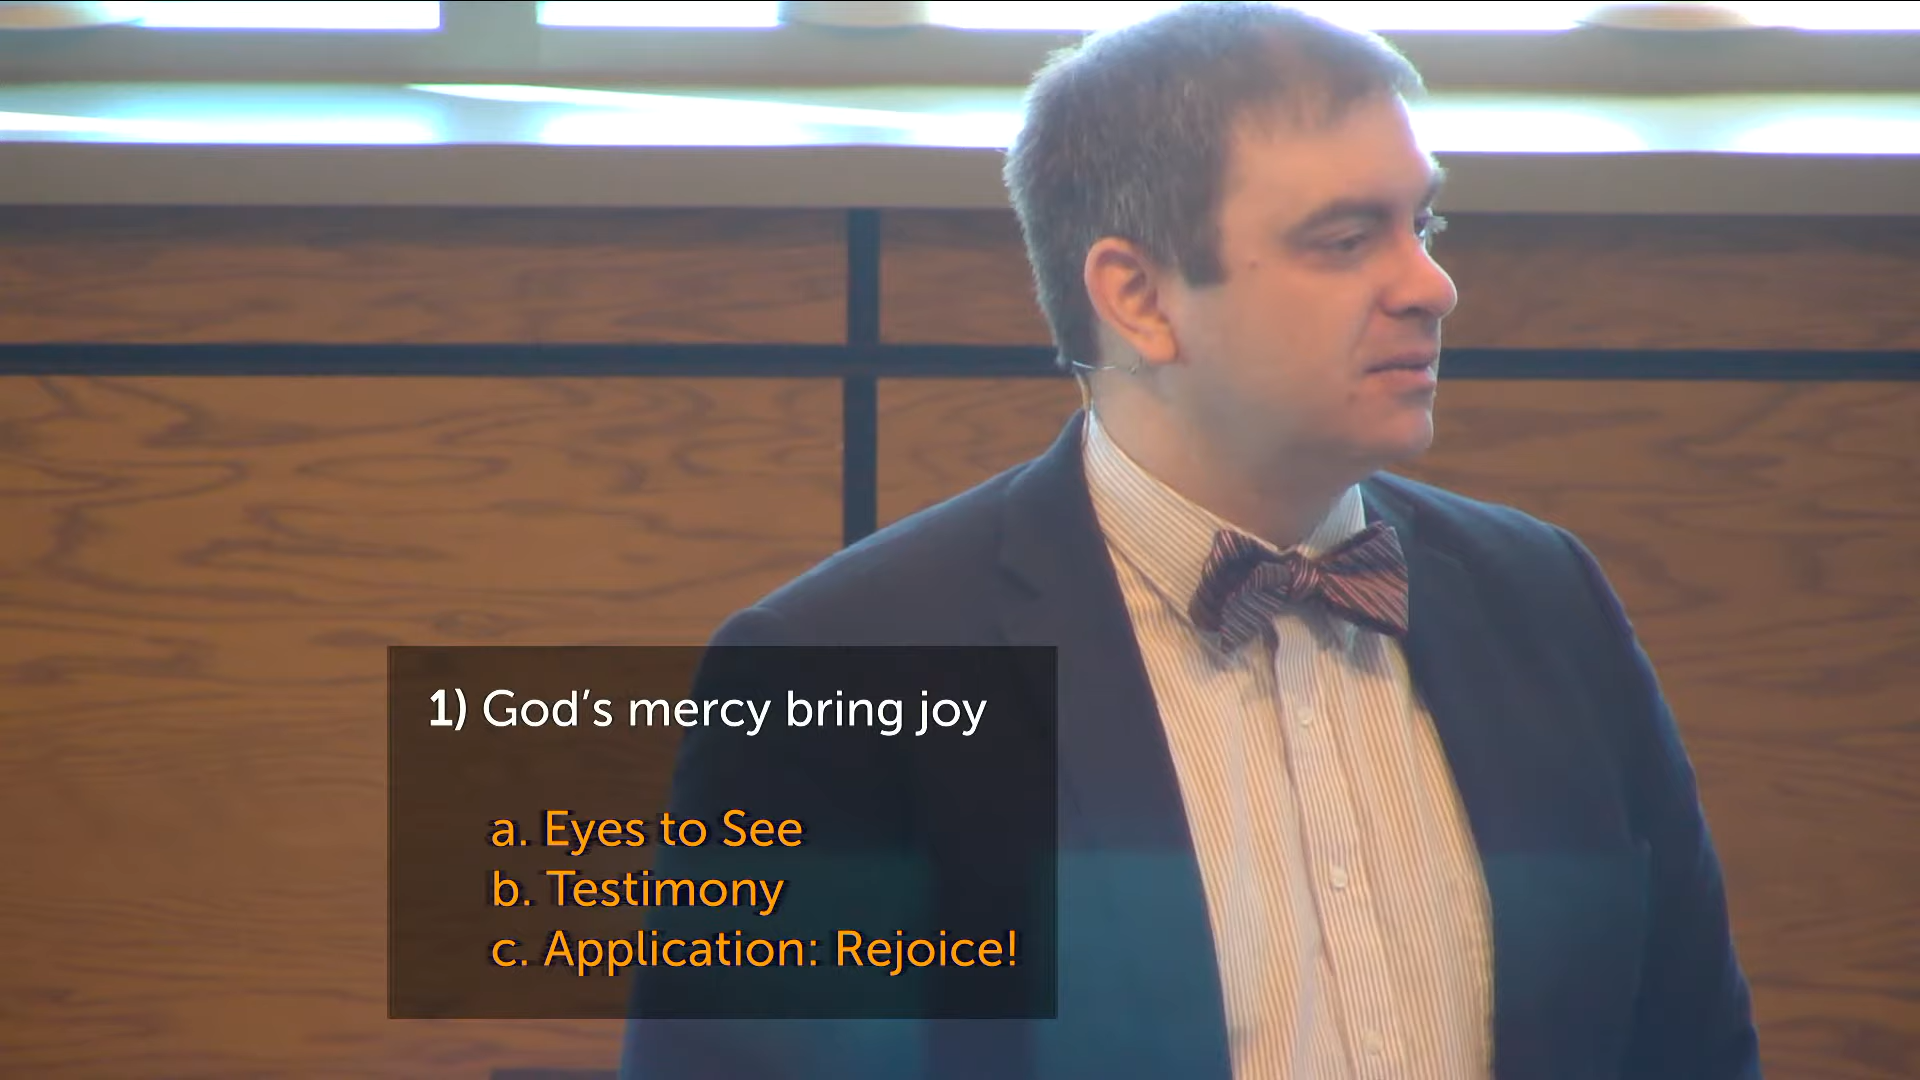 1) God's mercy bring joy
a. Eyes to See
b. Testimony
c. Application: Rejoice!